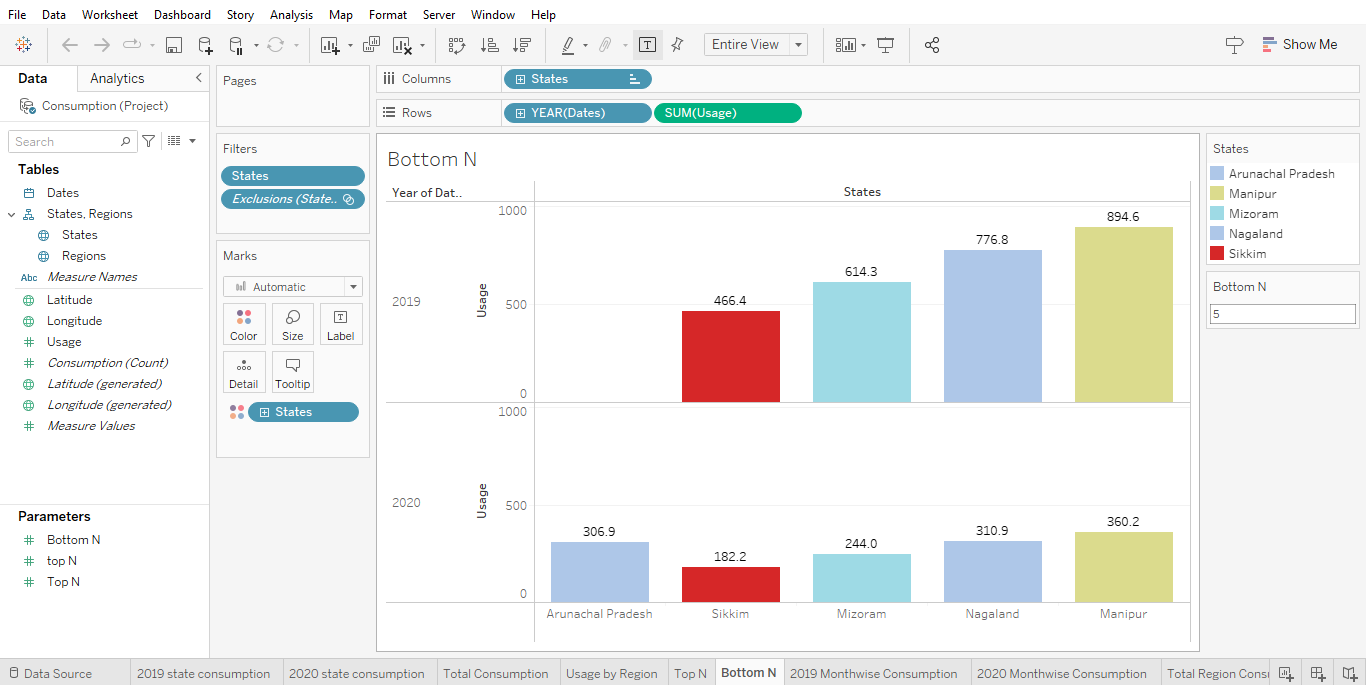 File Data Worksheet Dashboard Story Analysis Map Format Server Window Help
Entire View
Show Me
Data Analytics
Consumption (Project)
Search
Tables
Dates
States, Regions
States
Regions
Abc Measure Names
Latitude
Longitude
Usage
Consumption (Count)
Latitude (generated)
Longitude (generated)
Measure Values
Parameters
Bottom N
top N
Top N
Pages
Filters
States
Exclusions (State..
Marks
Automatic
Color Size Label
Detail Tooltip
States
Columns States
Rows YEAR(Dates) SUM(Usage)
Bottom N
Year of Dat.. States
2019
Usage
1000
500
0
466.4
614.3
776.8
894.6
2020
Usage
1000
500
0
306.9
182.2
244.0
310.9
360.2
Arunachal Pradesh Sikkim Mizoram Nagaland Manipur
States
Arunachal Pradesh
Manipur
Mizoram
Nagaland
Sikkim
Bottom N
5
Data Source 2019 state consumption 2020 state consumption Total Consumption Usage by Region Top N Bottom N 2019 Monthwise Consumption 2020 Monthwise Consumption Total Region Consu